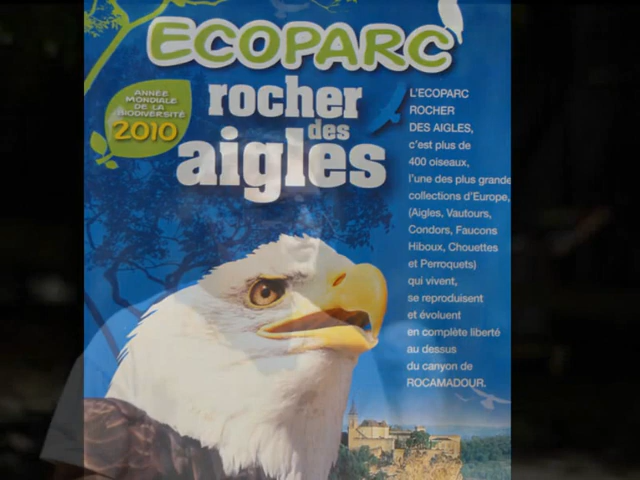 ECOPARC
ANNÉE
MONDIALE
DE LA
BIODIVERSITÉ
2010
rocher
des
aigles
L'ECOPARC
ROCHER
DES AIGLES,
c'est plus de
400 oiseaux,
l'une des plus grande
collections d'Europe,
(Aigles, Vautours,
Condors, Faucons
Hiboux, Chouettes
et Perroquets)
qui vivent,
se reproduisent
et évoluent
en complète liberté
au dessus
du canyon de
ROCAMADOUR.